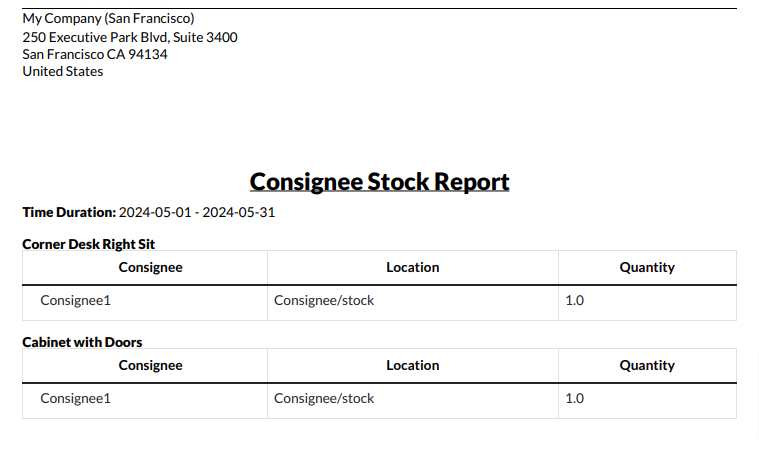 My Company (San Francisco)
250 Executive Park Blvd, Suite 3400
San Francisco CA 94134
United States
Consignee Stock Report
Time Duration: 2024-05-01 - 2024-05-31
Corner Desk Right Sit
Consignee Location Quantity
Consignee1 Consignee/stock 1.0
Cabinet with Doors
Consignee Location Quantity
Consignee1 Consignee/stock 1.0